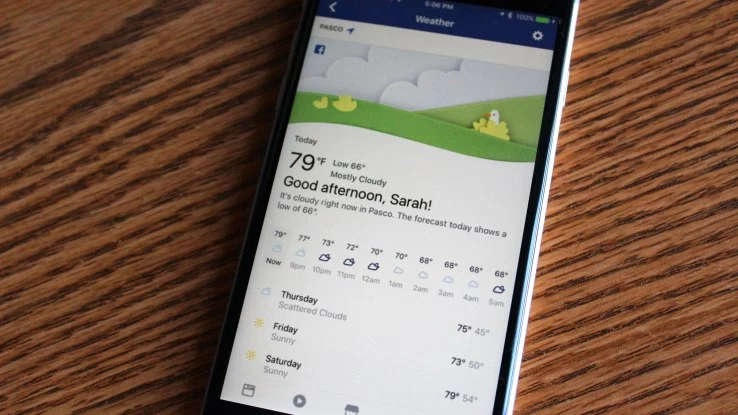 5:06 PM
100%
Weather
PASCO
Today
79°F
Low 66°
Mostly Cloudy
Good afternoon, Sarah!
It's cloudy right now in Pasco. The forecast today shows a
low of 66°.
79° 77° 73° 72° 70° 70° 68° 68° 68° 68°
Now 9pm 10pm 11pm 12am 1am 2am 3am 4am 5am
Thursday 75° 45°
Scattered Clouds
Friday 73° 50°
Sunny
Saturday 79° 54°
Sunny